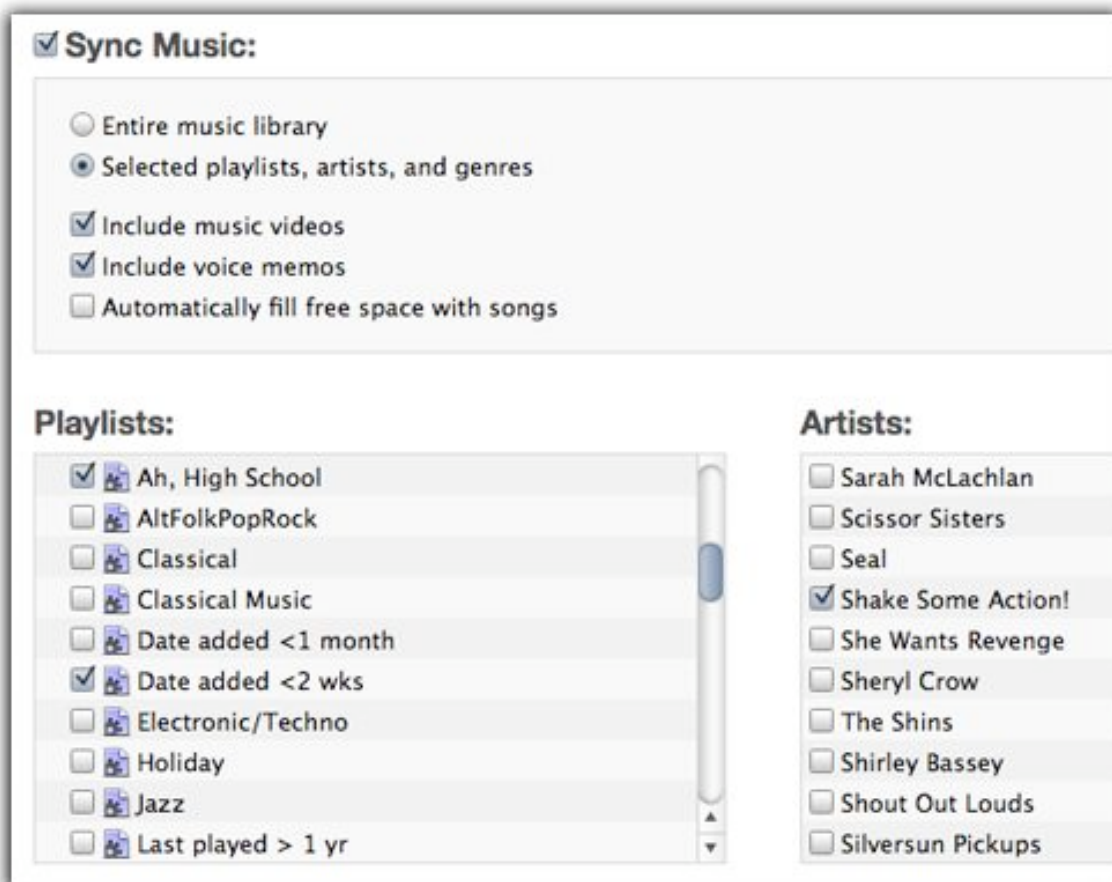 Sync Music:
Entire music library
Selected playlists, artists, and genres
Include music videos
Include voice memos
Automatically fill free space with songs
Playlists:
Ah, High School
AltFolkPopRock
Classical
Classical Music
Date added <1 month
Date added <2 wks
Electronic/Techno
Holiday
Jazz
Last played > 1 yr
Artists:
Sarah McLachlan
Scissor Sisters
Seal
Shake Some Action!
She Wants Revenge
Sheryl Crow
The Shins
Shirley Bassey
Shout Out Louds
Silversun Pickups